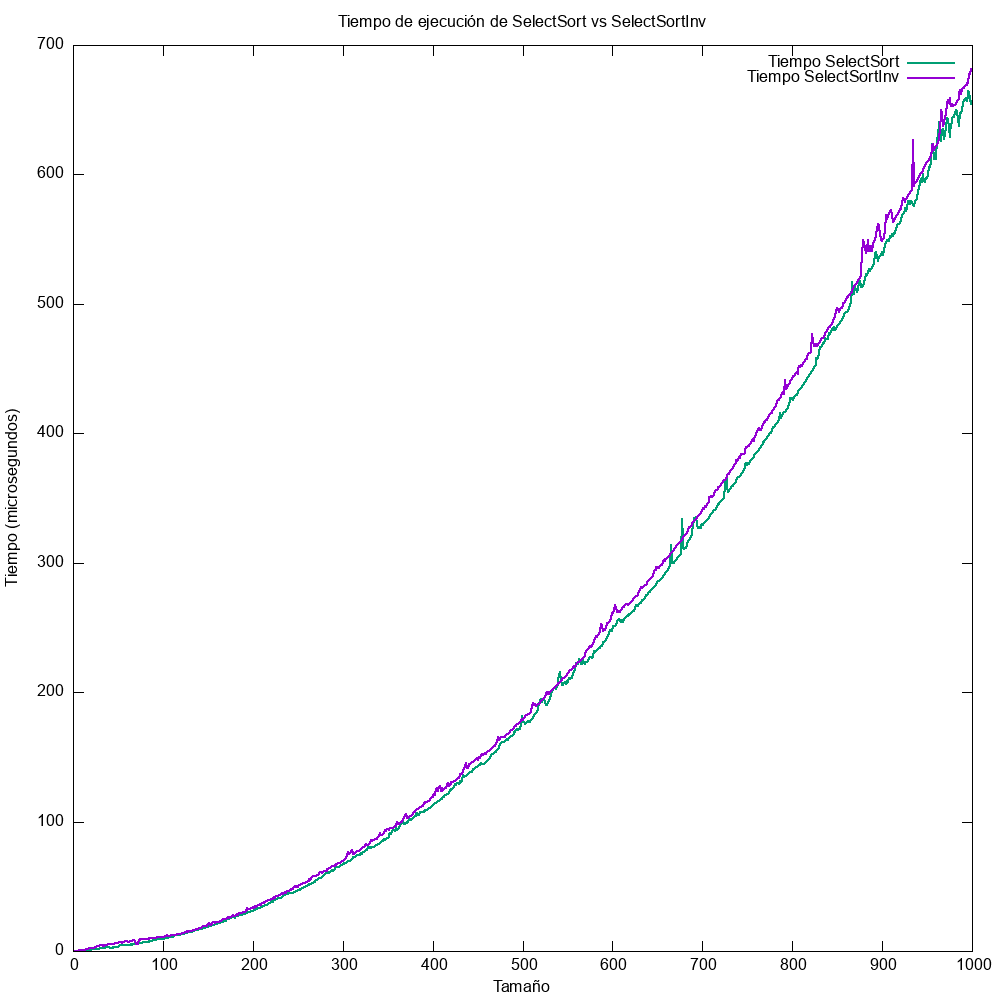 Tiempo de ejecución de SelectSort vs SelectSortInv
Tiempo SelectSort
Tiempo SelectSortInv
700
600
500
400
300
200
100
0
Tiempo (microsegundos)
0 100 200 300 400 500 600 700 800 900 1000
Tamaño